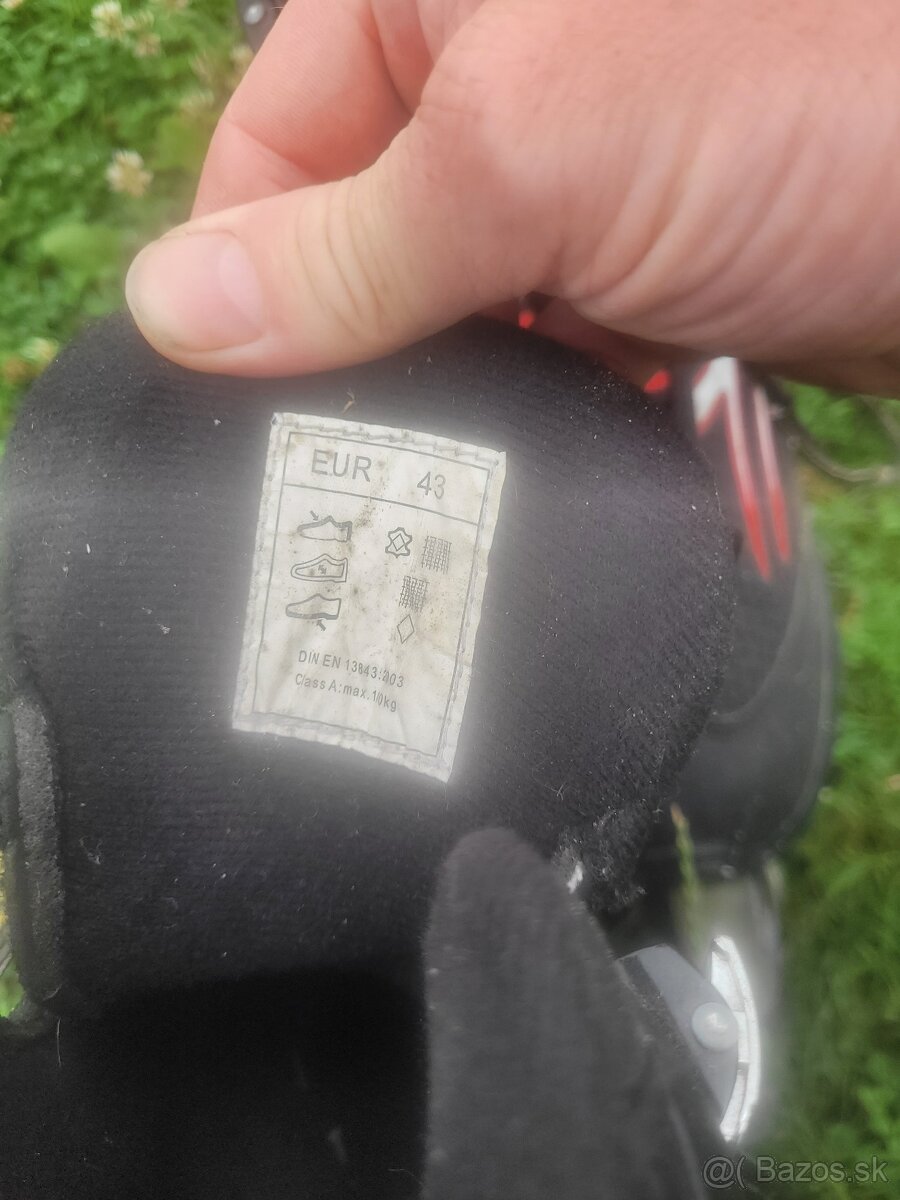 EUR 43
DIN EN 13843:203
Class A: max. 10kg
@( Bazos.sk